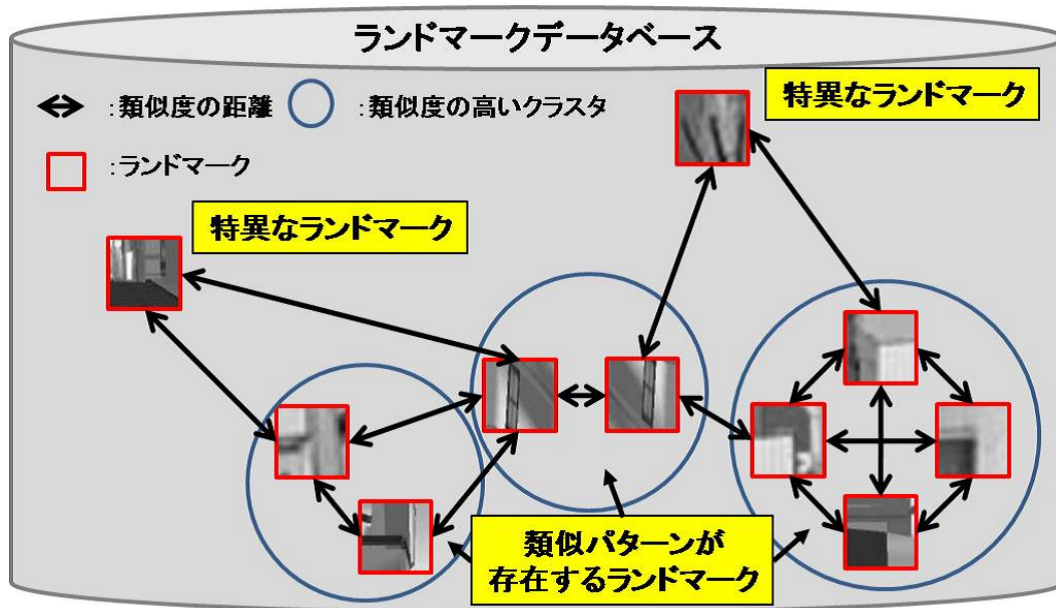 ランドマークデータベース
:類似度の距離
:類似度の高いクラスタ
特異なランドマーク
:ランドマーク
特異なランドマーク
類似パターンが
存在するランドマーク